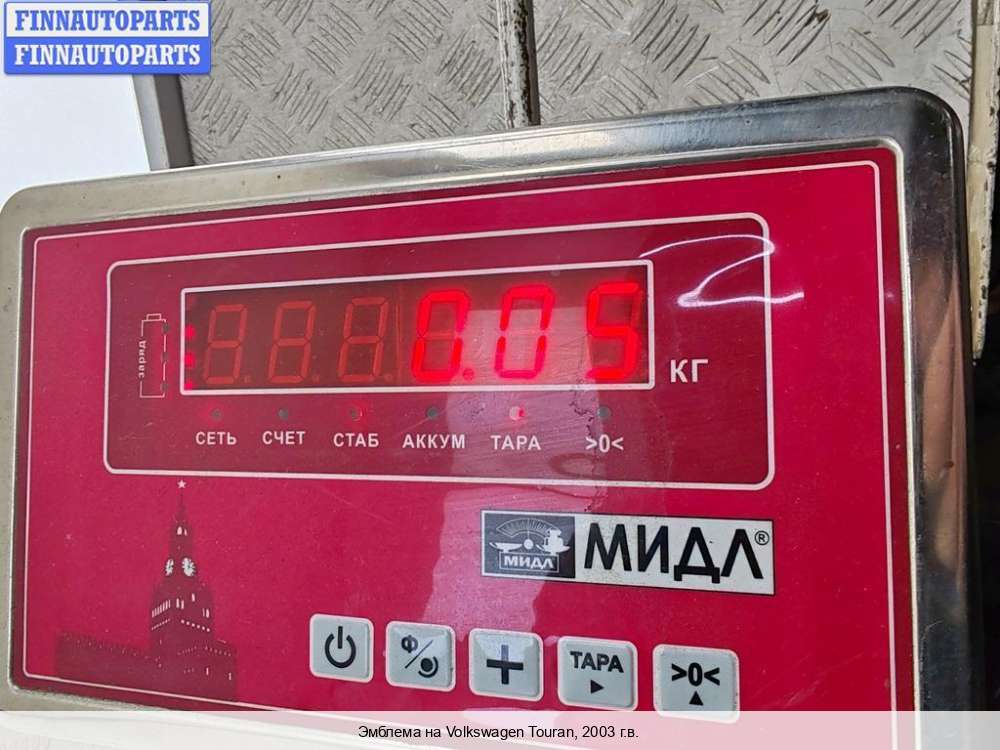 FINNAUTOPARTS
FINNAUTOPARTS
заряд
0.05
КГ
СЕТЬ СЧЕТ СТАБ АККУМ ТАРА >0<
МИДЛ МИДЛ®
Ф/
+
ТАРА >0<
Эмблема на Volkswagen Touran, 2003 г.в.